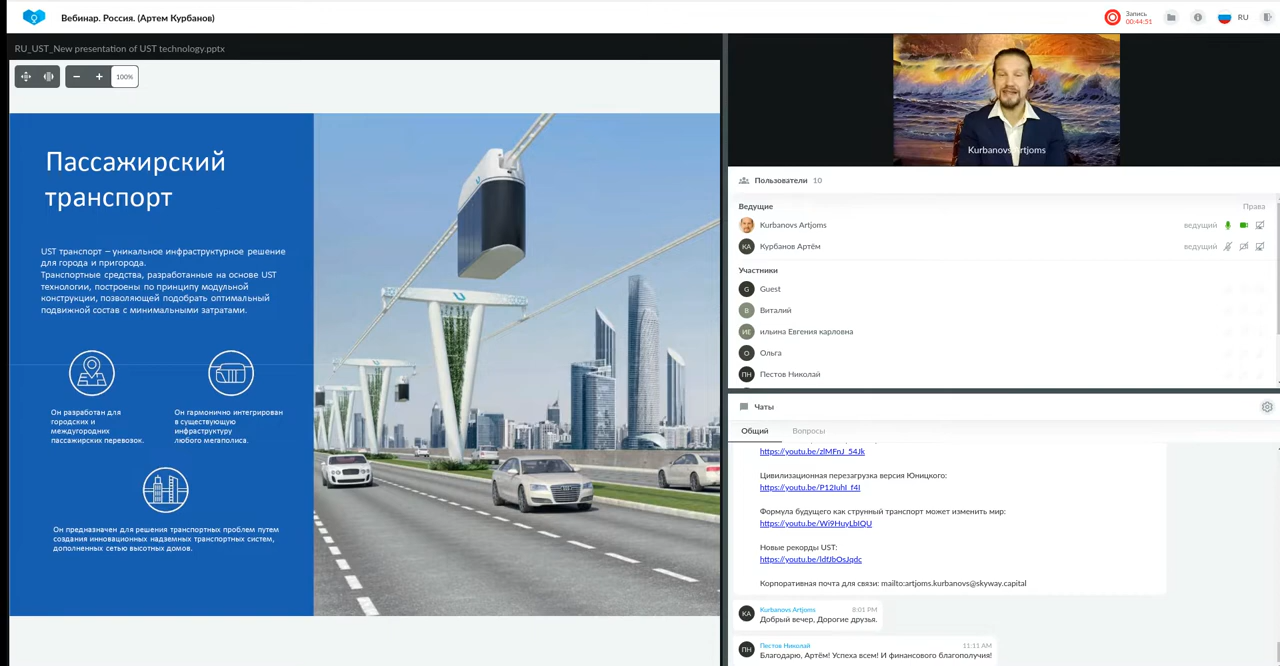 Вебинар. Россия. (Артем Курбанов)
Запись
00:44:51
RU
RU_UST_New presentation of UST technology.pptx
100%
Пассажирский
транспорт
UST транспорт – уникальное инфраструктурное решение
для города и пригорода.
Транспортные средства, разработанные на основе UST
технологии, построены по принципу модульной
конструкции, позволяющей подобрать оптимальный
подвижной состав с минимальными затратами.
Он разработан для
городских и
междугородних
пассажирских перевозок.
Он гармонично интегрирован
в существующую
инфраструктуру
любого мегаполиса.
Он предназначен для решения транспортных проблем путем
создания инновационных надземных транспортных систем,
дополненных сетью высотных домов.
Kurbanovs Artjoms
Пользователи 10
Ведущие Права
Kurbanovs Artjoms ведущий
КА Курбанов Артём ведущий
Участники
G Guest
В Виталий
ИЕ ильина Евгения карловна
О Ольга
ПН Пестов Николай
Чаты
Общий Вопросы
https://youtu.be/zlMFnJ_54Jk
Цивилизационная перезагрузка версия Юницкого:
https://youtu.be/P12IuhI_f4I
Формула будущего как струнный транспорт может изменить мир:
https://youtu.be/Wi9HuyLbIQU
Новые рекорды UST:
https://youtu.be/ldfJbOsJqdc
Корпоративная почта для связи: mailto:artjoms.kurbanovs@skyway.capital
КА Kurbanovs Artjoms 8:01 PM
Добрый вечер, Дорогие друзья.
ПН Пестов Николай 11:11 AM
Благодарю, Артём! Успеха всем! И финансового благополучия!